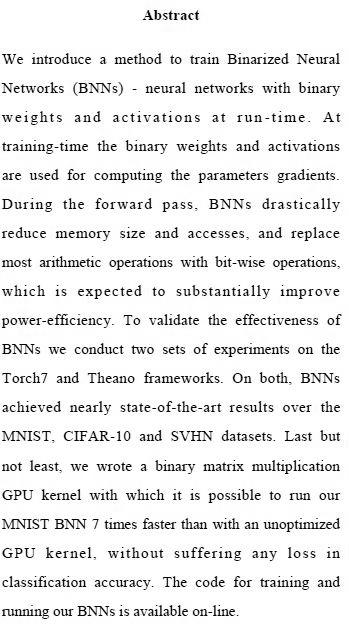 Abstract
We introduce a method to train Binarized Neural
Networks (BNNs) - neural networks with binary
weights and activations at run-time. At
training-time the binary weights and activations
are used for computing the parameters gradients.
During the forward pass, BNNs drastically
reduce memory size and accesses, and replace
most arithmetic operations with bit-wise operations,
which is expected to substantially improve
power-efficiency. To validate the effectiveness of
BNNs we conduct two sets of experiments on the
Torch7 and Theano frameworks. On both, BNNs
achieved nearly state-of-the-art results over the
MNIST, CIFAR-10 and SVHN datasets. Last but
not least, we wrote a binary matrix multiplication
GPU kernel with which it is possible to run our
MNIST BNN 7 times faster than with an unoptimized
GPU kernel, without suffering any loss in
classification accuracy. The code for training and
running our BNNs is available on-line.